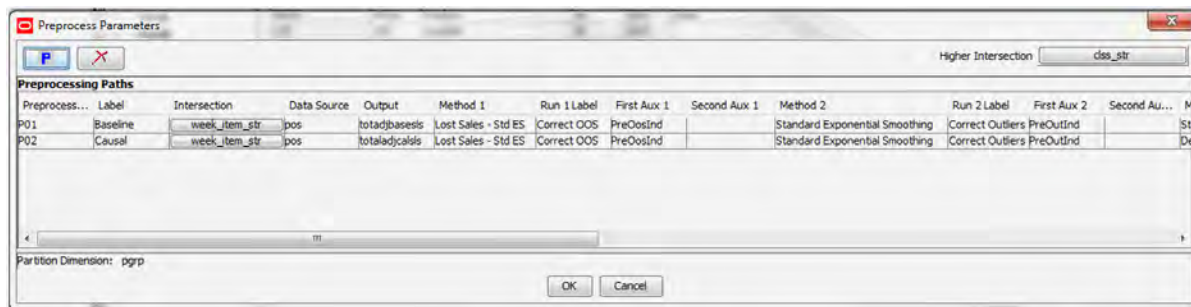 Preprocess Parameters
P
Higher Intersection clss_str
Preprocessing Paths
Preprocess... Label Intersection Data Source Output Method 1 Run 1 Label First Aux 1 Second Aux 1 Method 2 Run 2 Label First Aux 2 Second Au... M
P01 Baseline week_item_str pos totadjbasesls Lost Sales - Std ES Correct OOS PreOosInd Standard Exponential Smoothing Correct Outliers PreOutInd St
P02 Causal week_item_str pos totaladjcalsls Lost Sales - Std ES Correct OOS PreOosInd Standard Exponential Smoothing Correct Outliers PreOutInd De
Partition Dimension: pgrp
OK Cancel